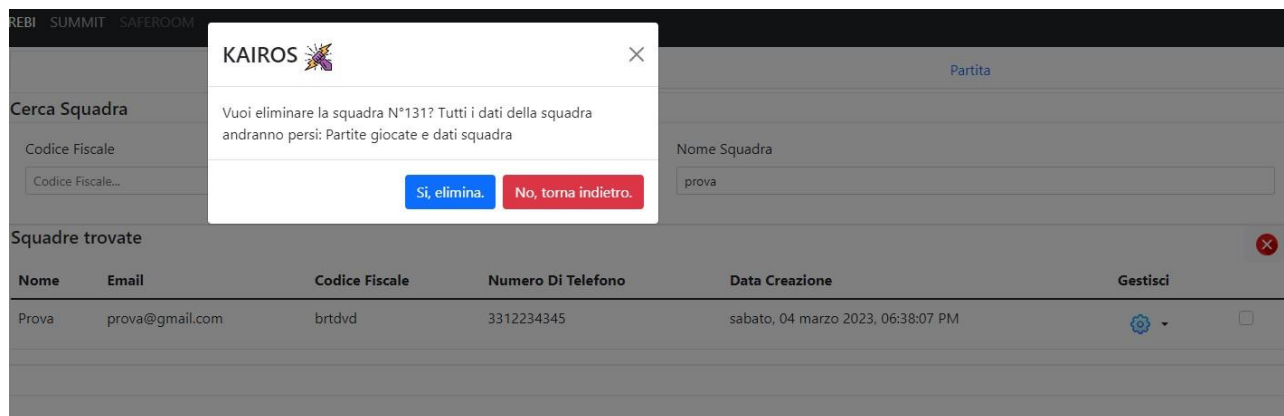 REBI SUMMIT SAFEROOM
KAIROS
Partita
Vuoi eliminare la squadra N°131? Tutti i dati della squadra
andranno persi: Partite giocate e dati squadra
Si, elimina. No, torna indietro.
Cerca Squadra
Codice Fiscale
Codice Fiscale...
Nome Squadra
prova
Squadre trovate
Nome Email Codice Fiscale Numero Di Telefono Data Creazione Gestisci
Prova prova@gmail.com brtdvd 3312234345 sabato, 04 marzo 2023, 06:38:07 PM